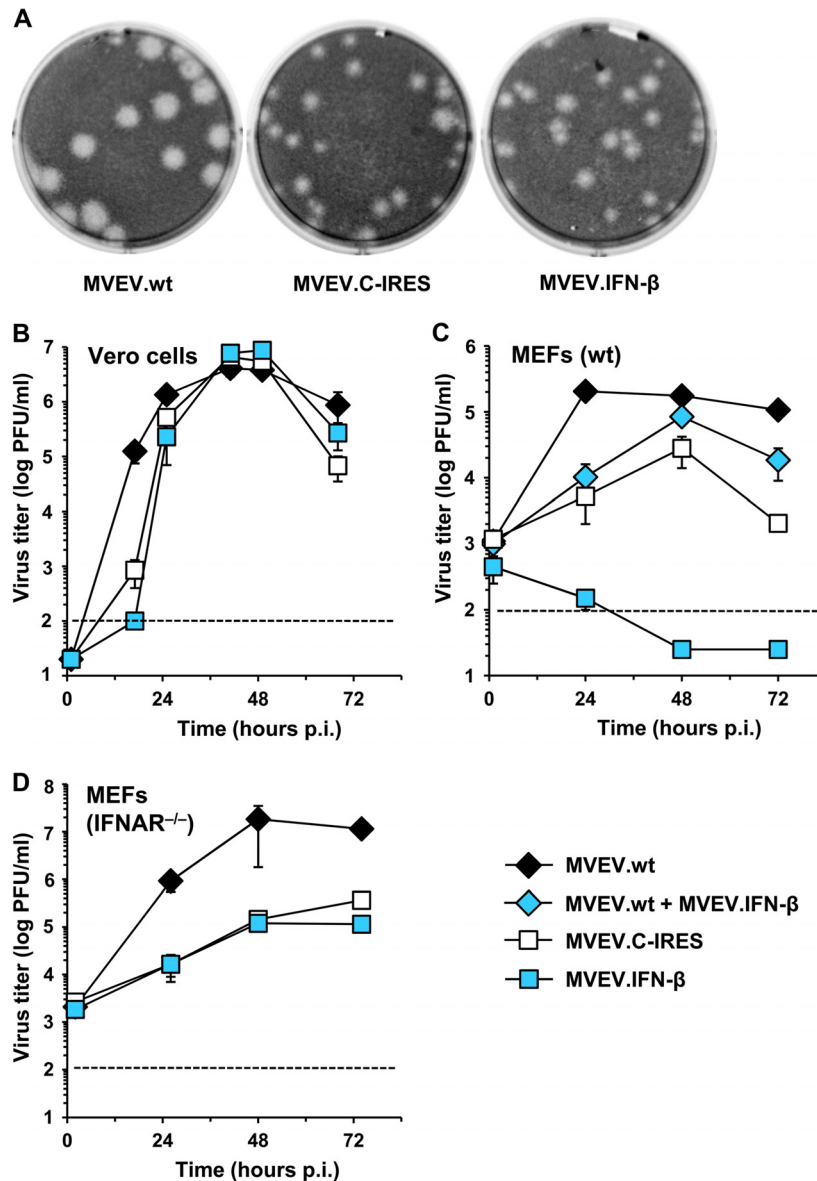 A
MVEV.wt
MVEV.C-IRES
MVEV.IFN-β
B
Vero cells
Virus titer (log PFU/ml)
7
6
5
4
3
2
1
0
24
48
72
Time (hours p.i.)
C
MEFs (wt)
Virus titer (log PFU/ml)
7
6
5
4
3
2
1
0
24
48
72
Time (hours p.i.)
D
MEFs
(IFNAR–/–)
Virus titer (log PFU/ml)
8
7
6
5
4
3
2
1
0
24
48
72
Time (hours p.i.)
MVEV.wt
MVEV.wt + MVEV.IFN-β
MVEV.C-IRES
MVEV.IFN-β